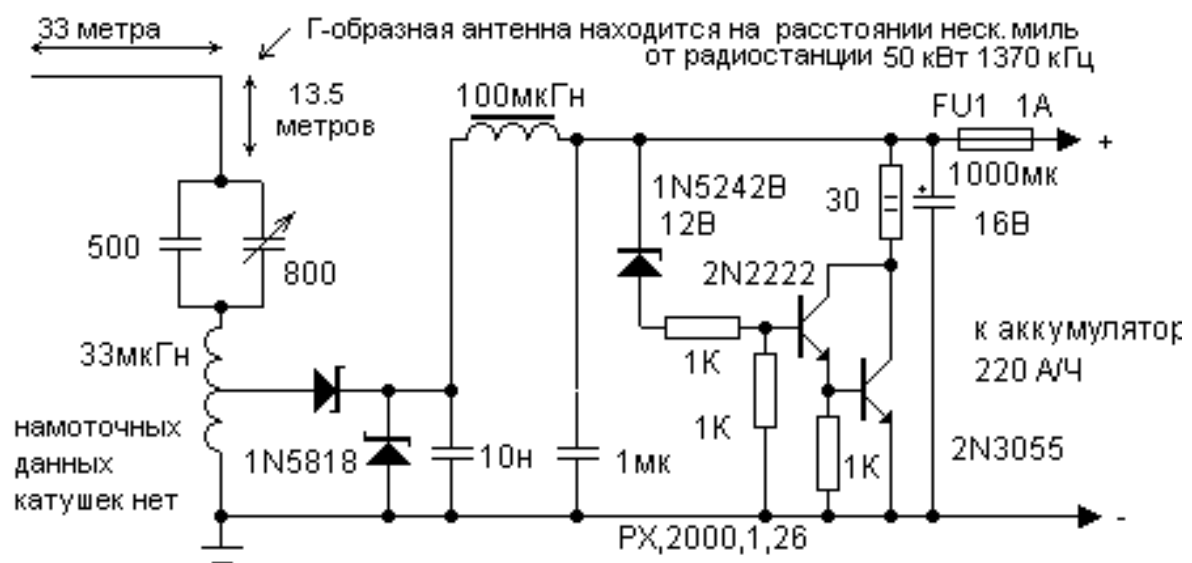 33 метра
Г-образная антенна находится на расстоянии неск. миль
от радиостанции 50 кВт 1370 кГц
13.5
метров
100мкГн
FU1 1А
+
1N5242B
12В
30
1000мк
+
16В
500
800
2N2222
33мкГн
1К
к аккумулятор
220 А/Ч
намоточных
данных
катушек нет
1N5818
10н
1мк
1К
1К
2N3055
-
РХ,2000,1,26